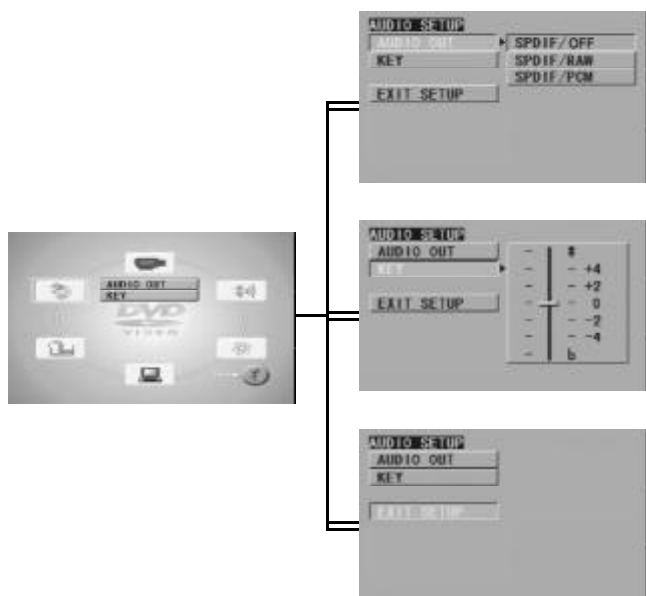 AUDIO SETUP
AUDIO OUT
SPDIF/OFF
KEY
SPDIF/RAW
SPDIF/PCM
EXIT SETUP
AUDIO OUT
KEY
DVD
VIDEO
AUDIO SETUP
AUDIO OUT
KEY
EXIT SETUP
♯
- +4
- +2
- 0
- -2
- -4
b
AUDIO SETUP
AUDIO OUT
KEY
EXIT SETUP